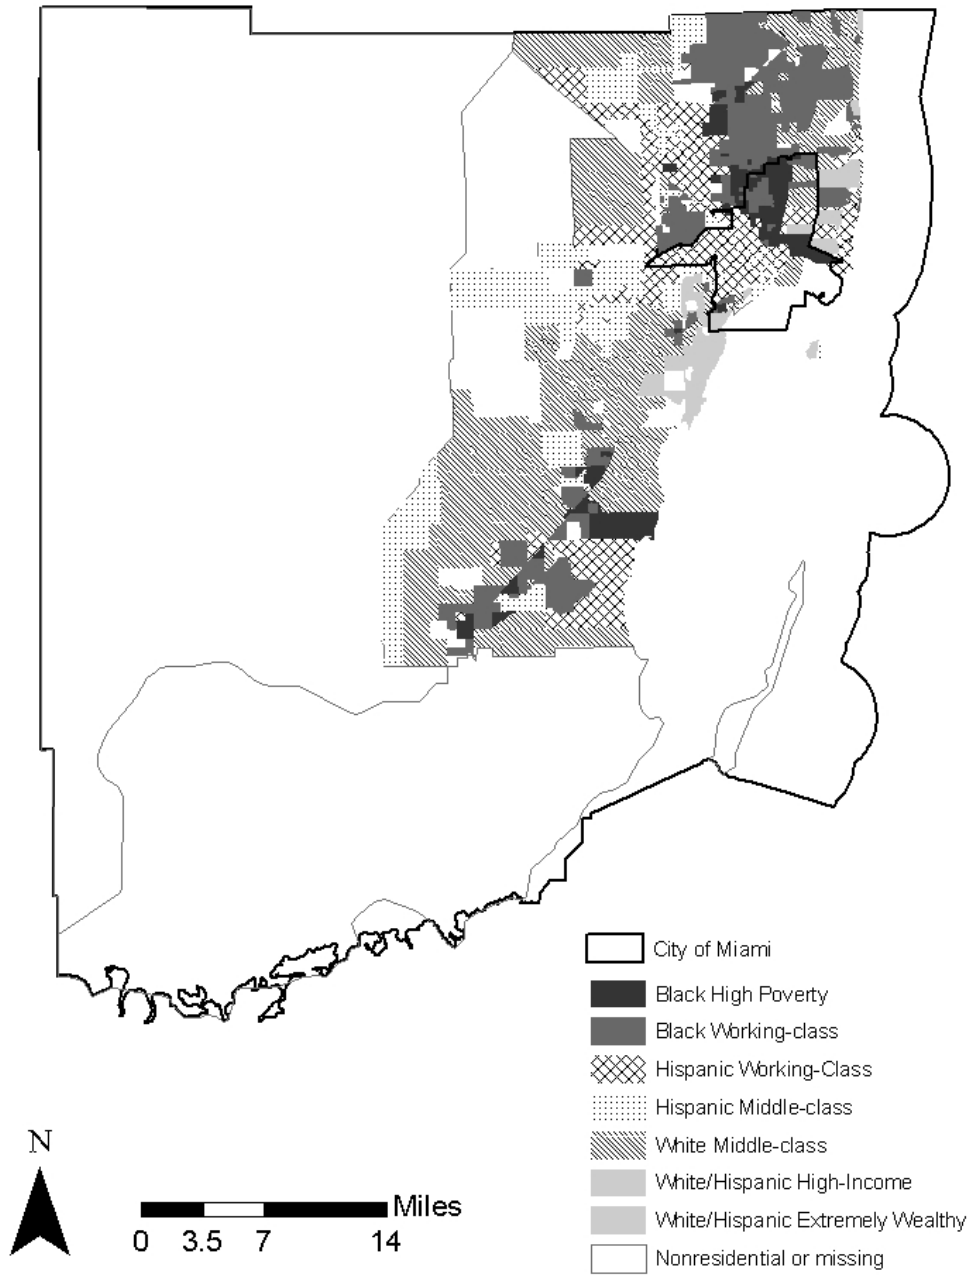 City of Miami
Black High Poverty
Black Working-class
Hispanic Working-Class
Hispanic Middle-class
White Middle-class
White/Hispanic High-Income
White/Hispanic Extremely Wealthy
Nonresidential or missing
N
Miles
0 3.5 7 14